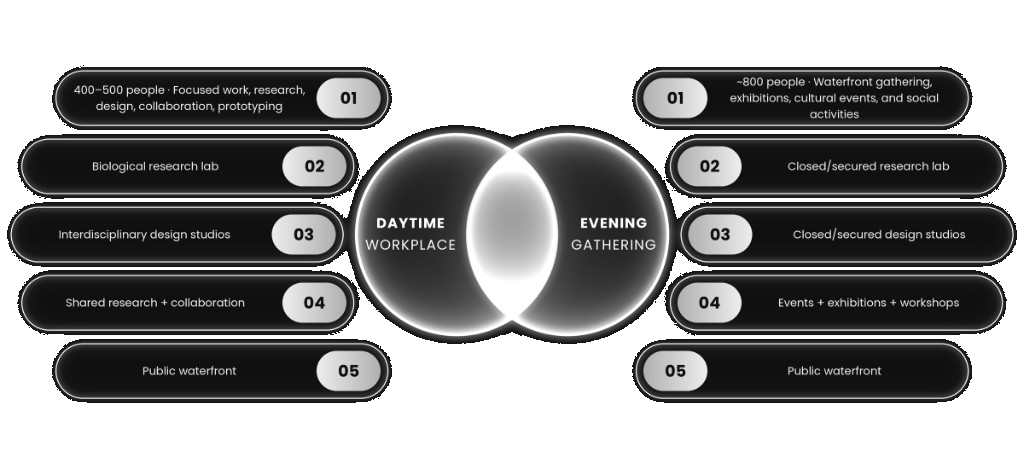 400–500 people · Focused work, research,
design, collaboration, prototyping
01
Biological research lab
02
Interdisciplinary design studios
03
Shared research + collaboration
04
Public waterfront
05
DAYTIME
WORKPLACE
EVENING
GATHERING
01
~800 people · Waterfront gathering,
exhibitions, cultural events, and social
activities
02
Closed/secured research lab
03
Closed/secured design studios
04
Events + exhibitions + workshops
05
Public waterfront